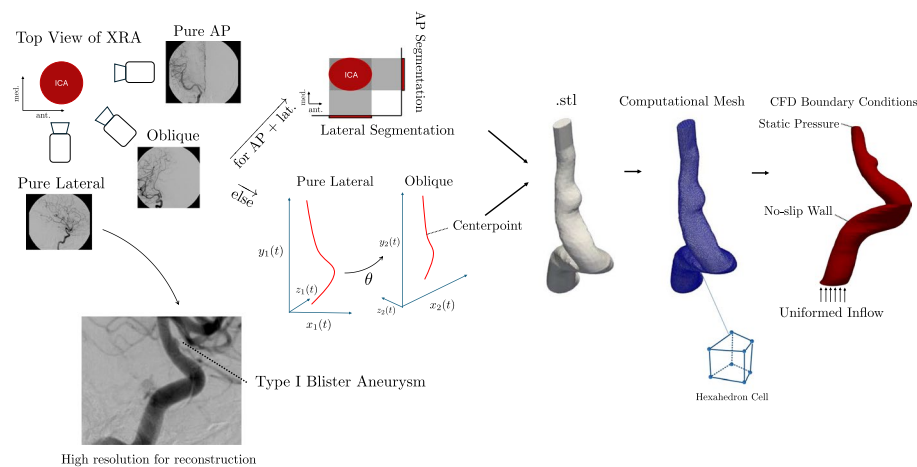 Top View of XRA
Pure AP
ICA
med.
ant.
Oblique
Pure Lateral
for AP + lat.
else
ICA
med.
ant.
AP Segmentation
Lateral Segmentation
Pure Lateral
Oblique
y₁(t)
z₁(t)
x₁(t)
θ
y₂(t)
z₂(t)
x₂(t)
Centerpoint
Type I Blister Aneurysm
High resolution for reconstruction
.stl
Computational Mesh
Hexahedron Cell
CFD Boundary Conditions
Static Pressure
No-slip Wall
Uniformed Inflow